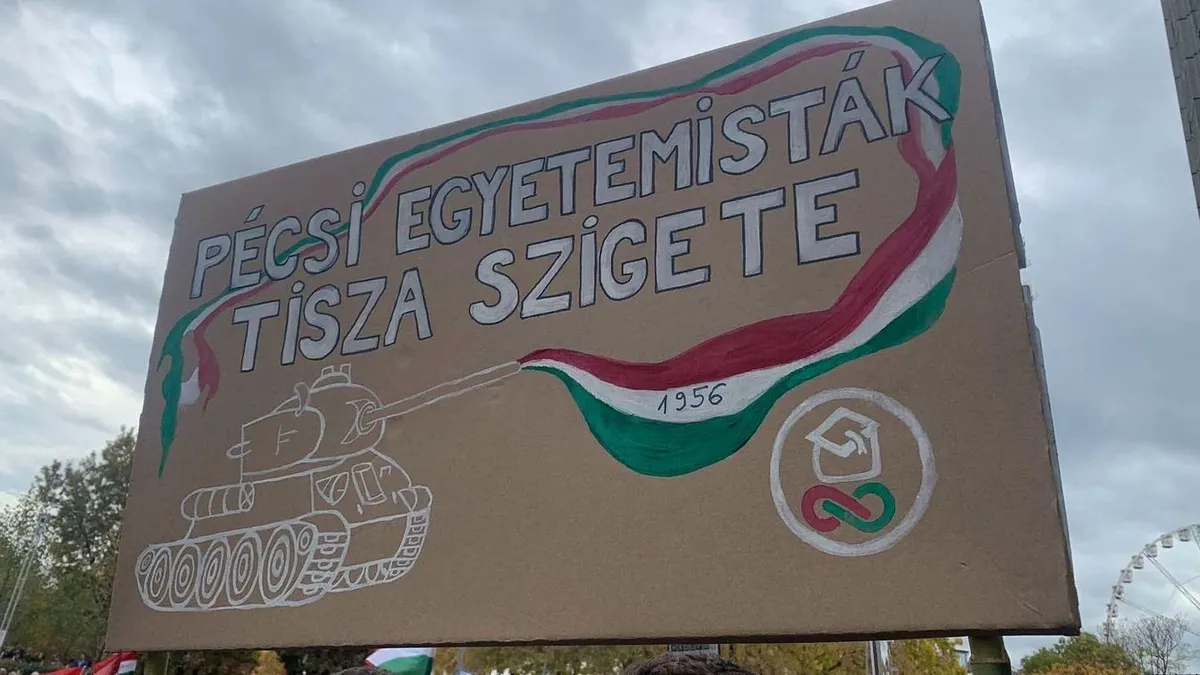 PÉCSI EGYETEMISTÁK
TISZA SZIGETE
1956
F